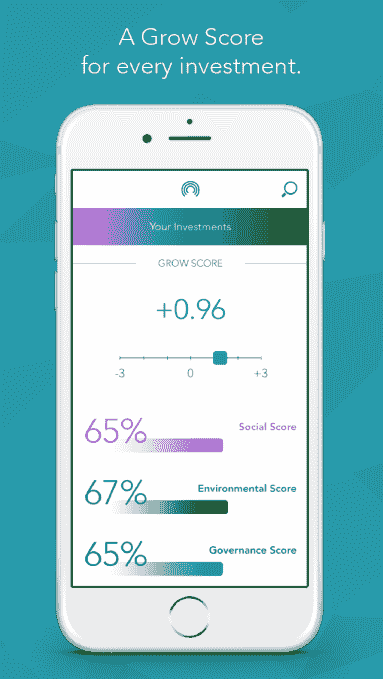 A Grow Score
for every investment.
Your Investments
GROW SCORE
+0.96
-3 0 +3
65% Social Score
67% Environmental Score
65% Governance Score